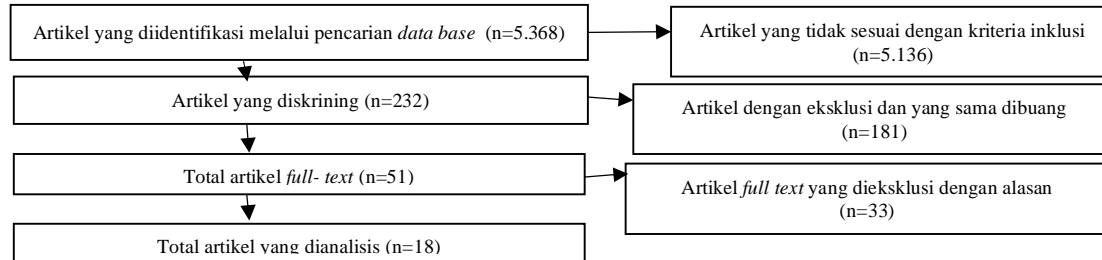 Artikel yang diidentifikasi melalui pencarian data base (n=5.368)
Artikel yang tidak sesuai dengan kriteria inklusi
(n=5.136)
Artikel yang diskrining (n=232)
Artikel dengan eksklusi dan yang sama dibuang
(n=181)
Total artikel full- text (n=51)
Artikel full text yang dieksklusi dengan alasan
(n=33)
Total artikel yang dianalisis (n=18)